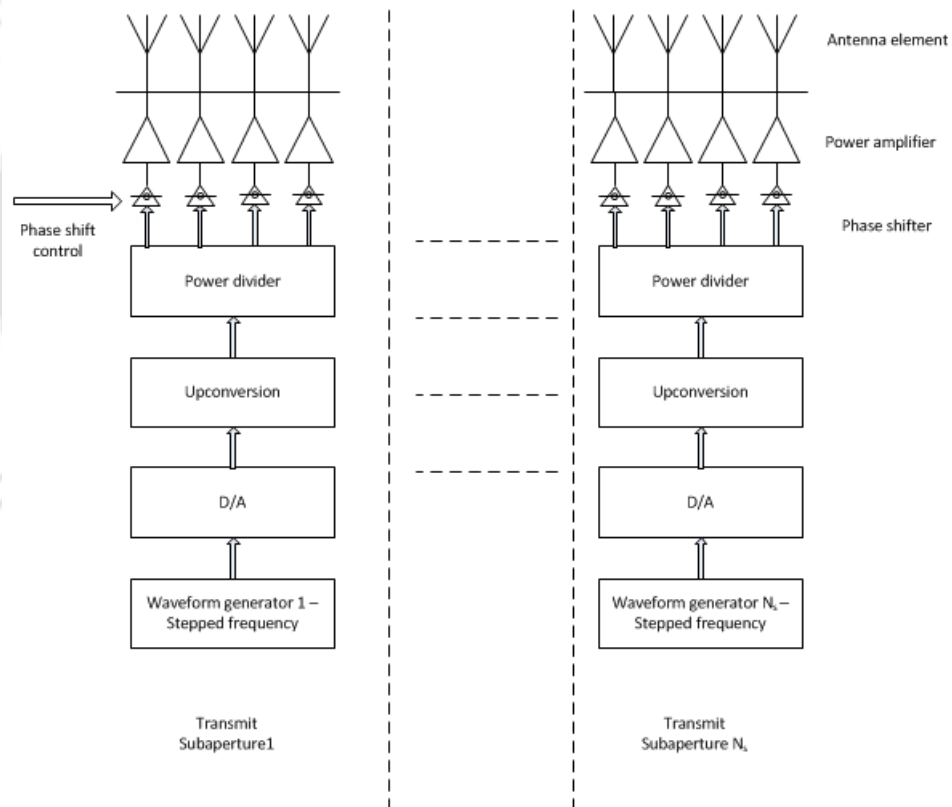 Antenna element
Power amplifier
Phase shift
control
Phase shifter
Power divider
Power divider
Upconversion
Upconversion
D/A
D/A
Waveform generator 1 –
Stepped frequency
Waveform generator Nₛ –
Stepped frequency
Transmit
Subaperture1
Transmit
Subaperture Nₛ